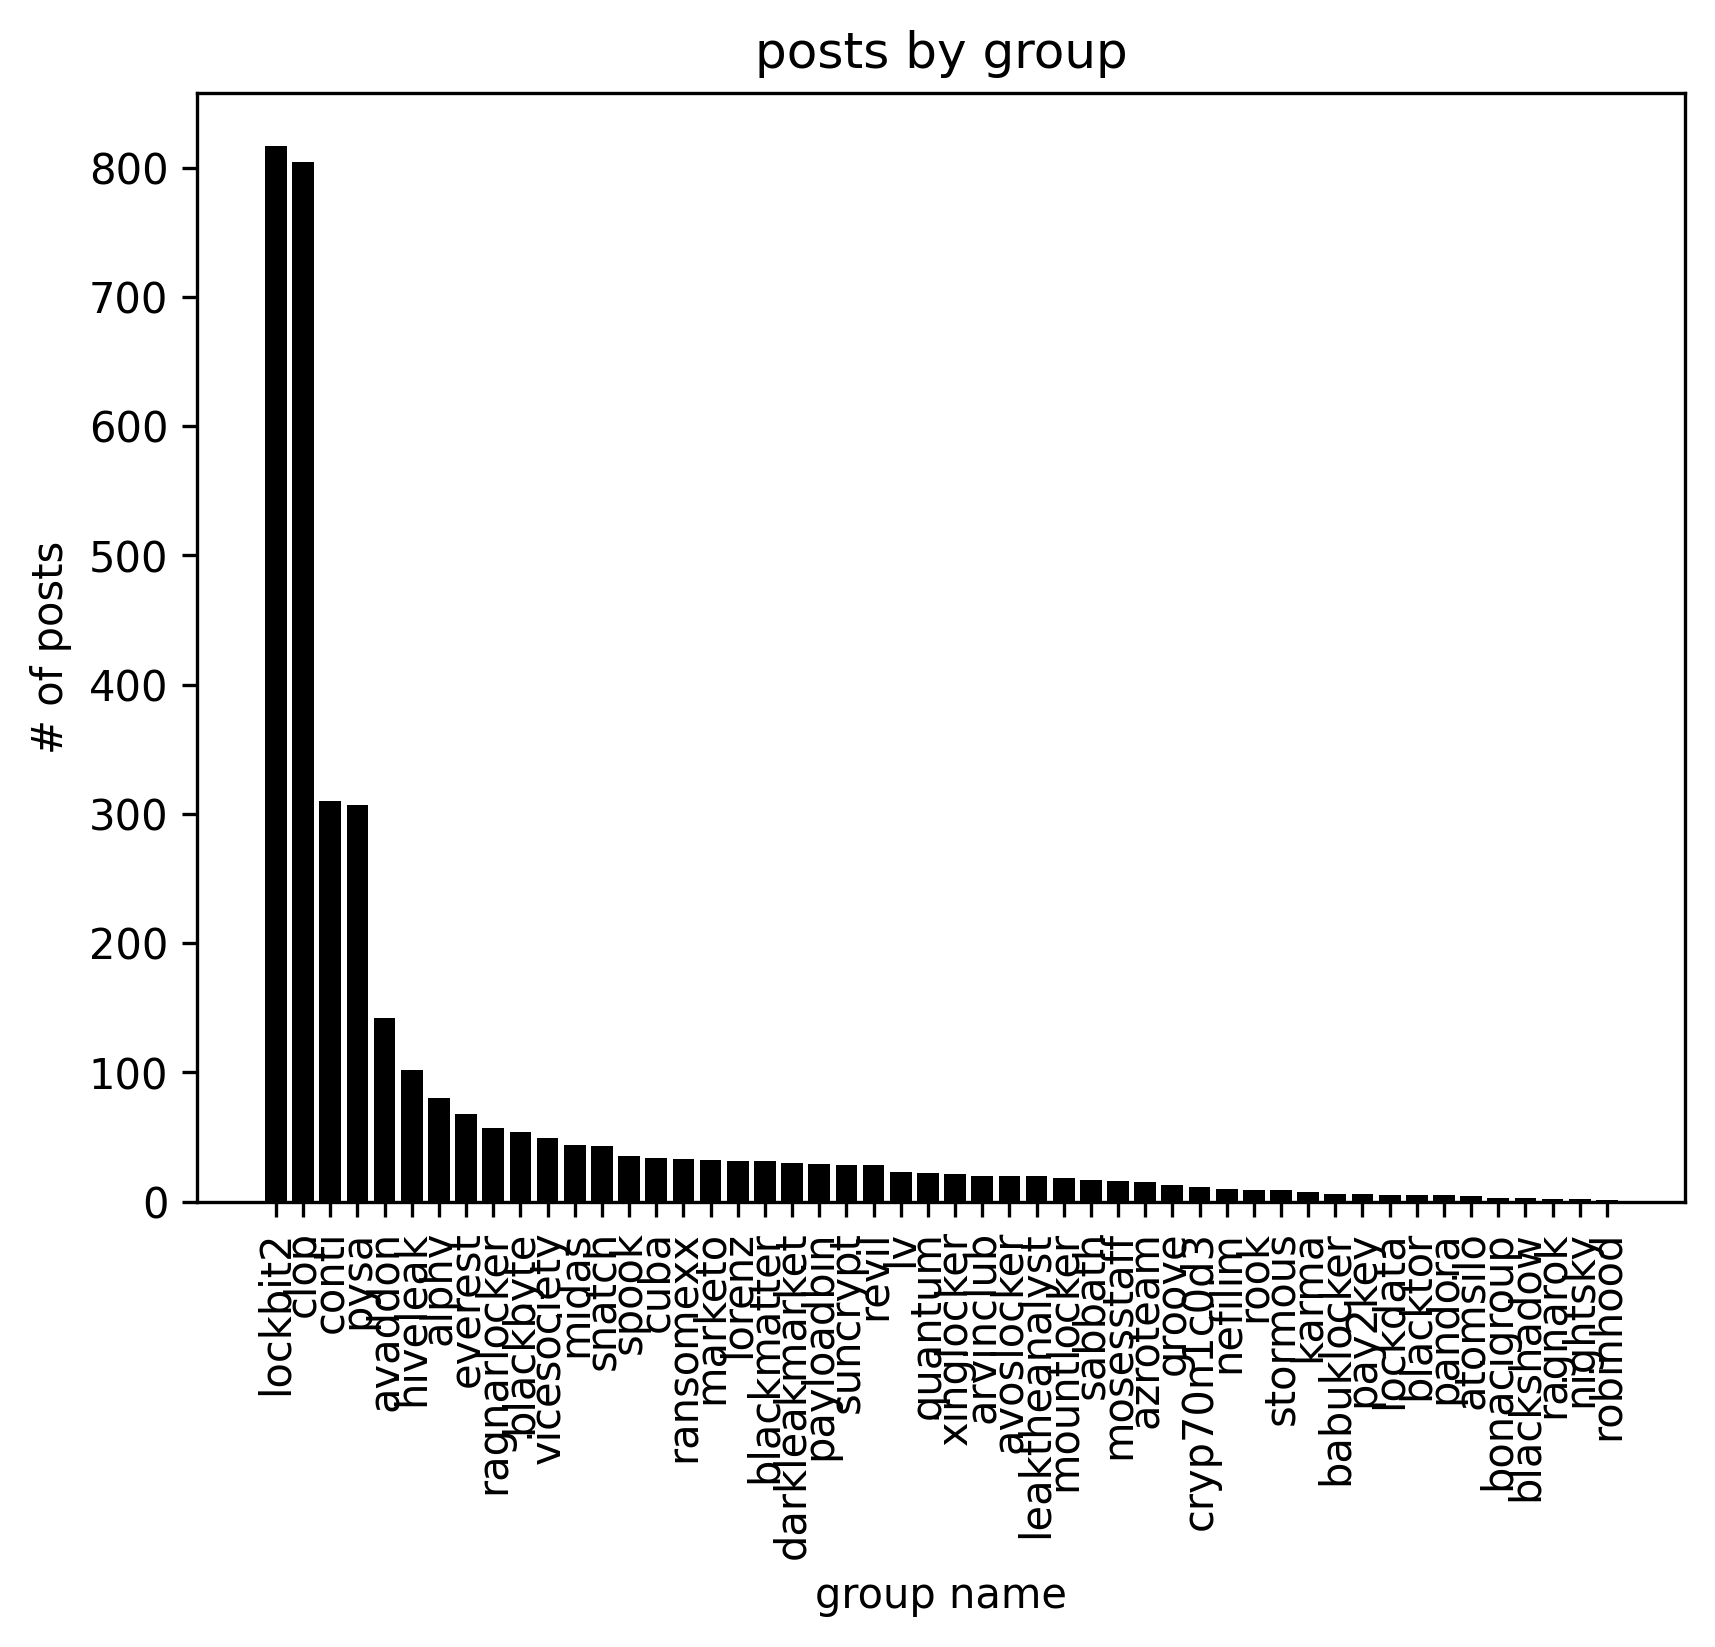 posts by group
# of posts
800
700
600
500
400
300
200
100
0
lockbit2
clop
conti
pysa
avaddon
hiveleak
alphv
everest
ragnarlocker
blackbyte
vicesociety
midas
snatch
spook
cuba
ransomexx
marketo
lorenz
blackmatter
darkleakmarket
payloadbin
suncrypt
revil
lv
quantum
xinglocker
arvinclub
avoslocker
leaktheanalyst
mountlocker
sabbath
mosesstaff
azroteam
groove
cryp70n1c0d3
nefilim
rook
stormous
karma
babuklocker
pay2key
lockdata
blacktor
pandora
atomsilo
bonacigroup
blackshadow
ragnarok
nightsky
robinhood
group name